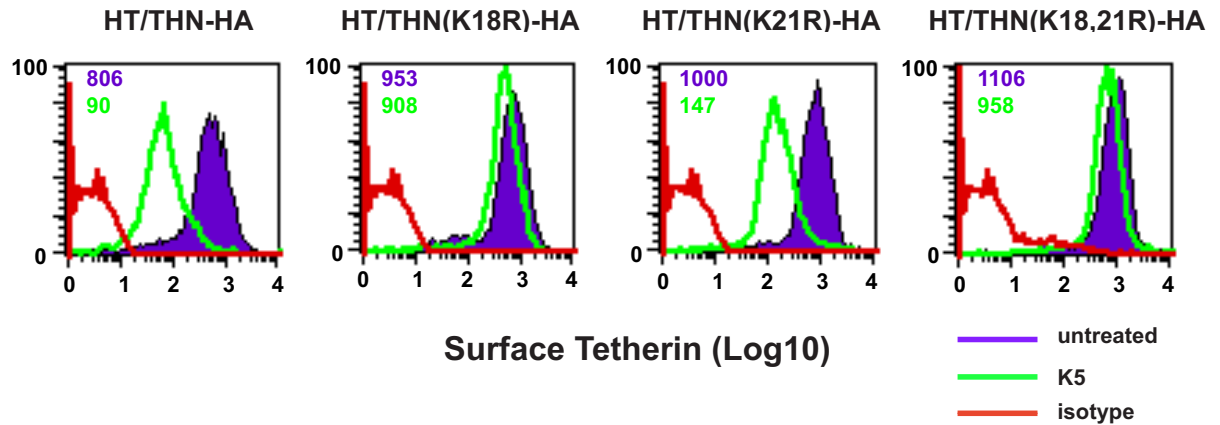 HT/THN-HA HT/THN(K18R)-HA HT/THN(K21R)-HA HT/THN(K18,21R)-HA
100 806 100 953 100 1000 100 1106
90 908 147 958
0 0 0 0
0 1 2 3 4 0 1 2 3 4 0 1 2 3 4 0 1 2 3 4
Surface Tetherin (Log10)
untreated
K5
isotype